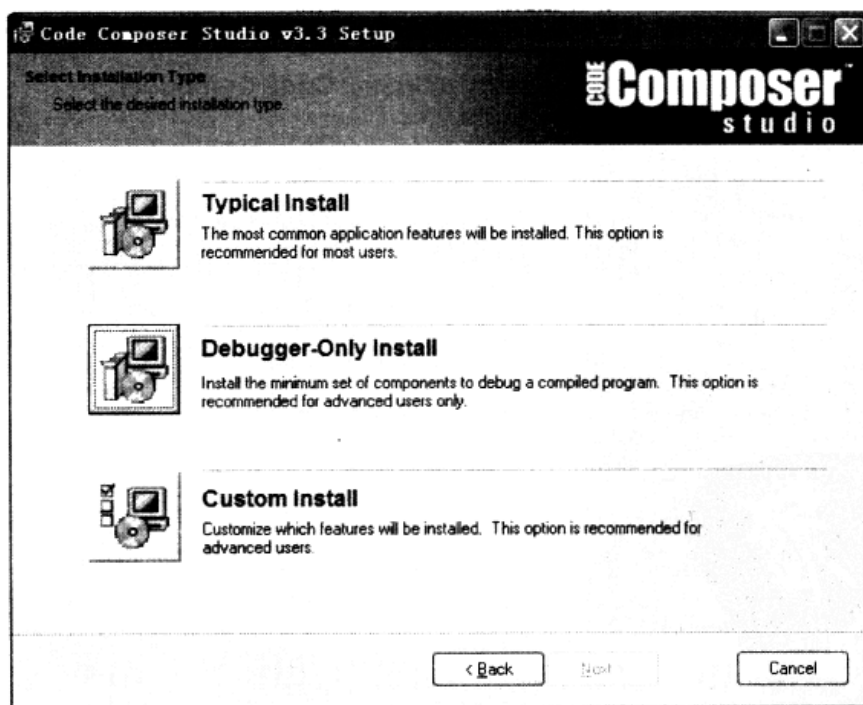 Code Composer Studio v3.3 Setup
Select Installation Type
Select the desired installation type.
CODE
Composer
studio
Typical Install
The most common application features will be installed. This option is
recommended for most users.
Debugger-Only Install
Install the minimum set of components to debug a compiled program. This option is
recommended for advanced users only.
Custom Install
Customize which features will be installed. This option is recommended for
advanced users.
< Back
Next
Cancel